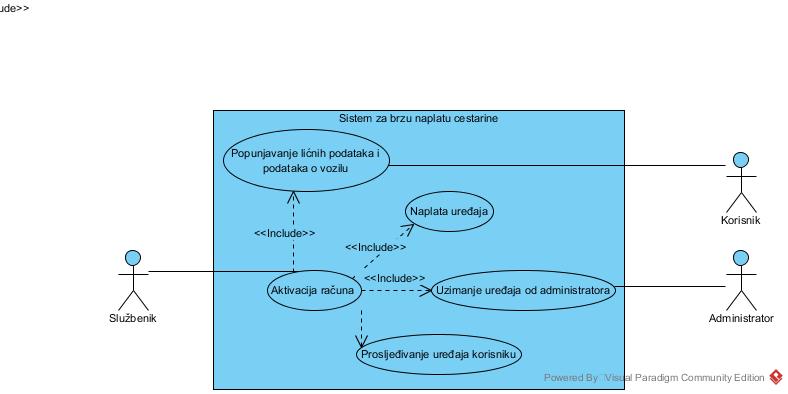 ude>>
Sistem za brzu naplatu cestarine
Popunjavanje ličnih podataka i
podataka o vozilu
Korisnik
Naplata uređaja
<<Include>>
<<Include>>
<<Include>>
Aktivacija računa
Uzimanje uređaja od administratora
Službenik
Administrator
Prosljeđivanje uređaja korisniku
Powered By Visual Paradigm Community Edition